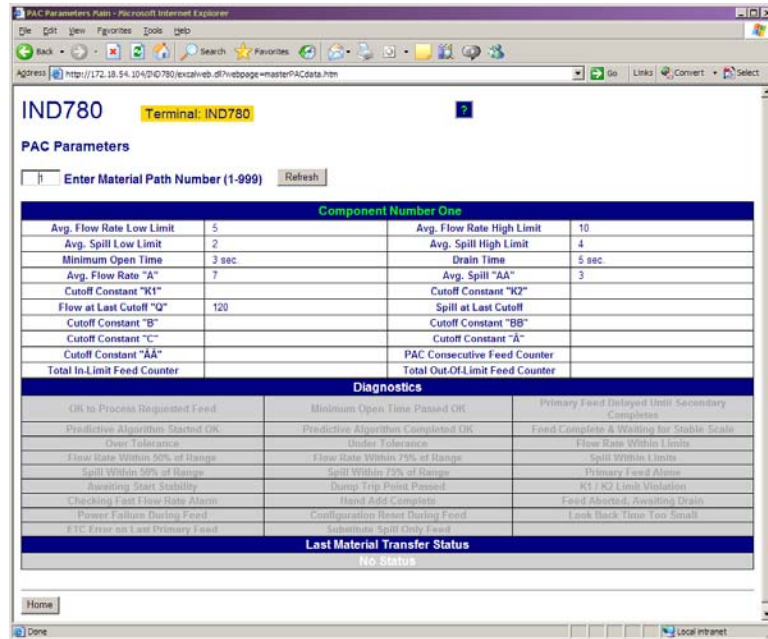 PAC Parameters Main - Microsoft Internet Explorer
File Edit View Favorites Tools Help
Back Search Favorites
Address http://172.18.54.104/IND780/excalweb.dll?webpage=masterPACdata.htm Go Links Convert Select
IND780 Terminal: IND780 ?
PAC Parameters
1 Enter Material Path Number (1-999) Refresh
Component Number One
Avg. Flow Rate Low Limit 5 Avg. Flow Rate High Limit 10
Avg. Spill Low Limit 2 Avg. Spill High Limit 4
Minimum Open Time 3 sec. Drain Time 5 sec.
Avg. Flow Rate "A" 7 Avg. Spill "AA" 3
Cutoff Constant "K1" Cutoff Constant "K2"
Flow at Last Cutoff "Q" 120 Spill at Last Cutoff
Cutoff Constant "B" Cutoff Constant "BB"
Cutoff Constant "C" Cutoff Constant "Â"
Cutoff Constant "ÂÂ" PAC Consecutive Feed Counter
Total In-Limit Feed Counter Total Out-Of-Limit Feed Counter
Diagnostics
OK to Process Requested Feed Minimum Open Time Passed OK Primary Feed Delayed Until Secondary Completes
Predictive Algorithm Started OK Predictive Algorithm Completed OK Feed Complete & Waiting for Stable Scale
Over Tolerance Under Tolerance Flow Rate Within Limits
Flow Rate Within 50% of Range Flow Rate Within 75% of Range Spill Within Limits
Spill Within 50% of Range Spill Within 75% of Range Primary Feed Alone
Awaiting Start Stability Dump Trip Point Passed K1 / K2 Limit Violation
Checking Fast Flow Rate Alarm Hand Add Complete Feed Aborted, Awaiting Drain
Power Failure During Feed Configuration Reset During Feed Look Back Time Too Small
ETC Error on Last Primary Feed Substitute Spill Only Feed
Last Material Transfer Status
No Status
Home
Done Local intranet